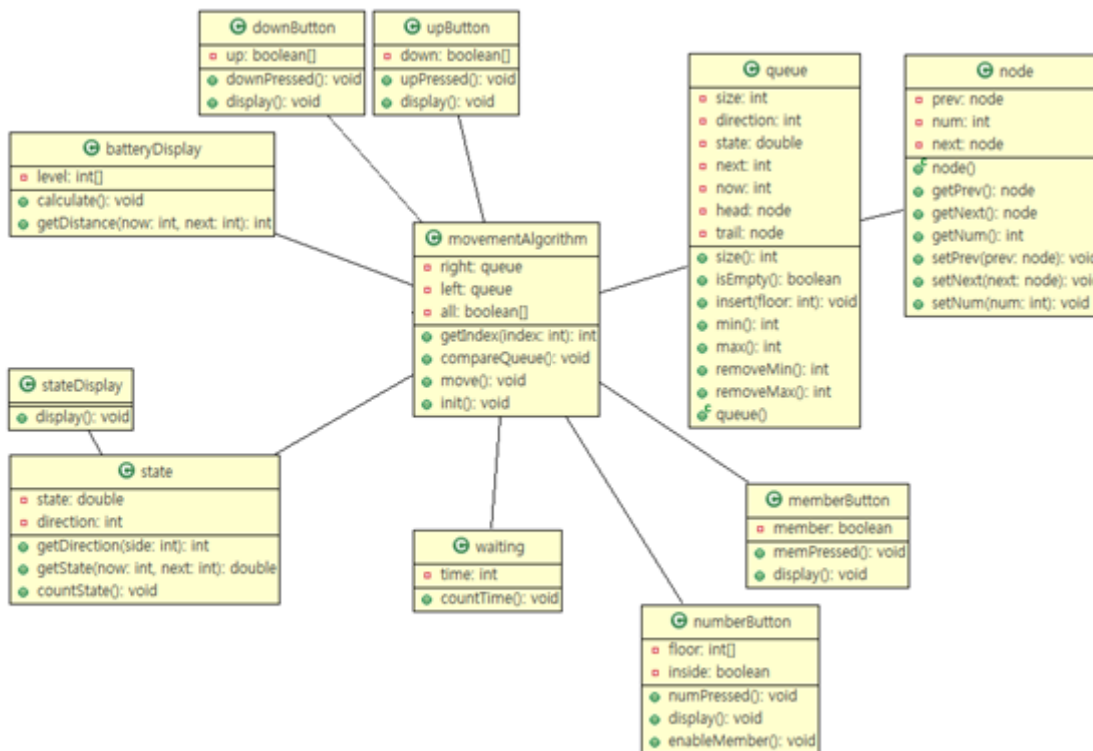 downButton
up: boolean[]
downPressed(): void
display(): void
upButton
down: boolean[]
upPressed(): void
display(): void
queue
size: int
direction: int
state: double
next: int
now: int
head: node
trail: node
size(): int
isEmpty(): boolean
insert(floor: int): void
min(): int
max(): int
removeMin(): int
removeMax(): int
queue()
node
prev: node
num: int
next: node
node()
getPrev(): node
getNext(): node
getNum(): int
setPrev(prev: node): void
setNext(next: node): voi
setNum(num: int): void
batteryDisplay
level: int[]
calculate(): void
getDistance(now: int, next: int): int
movementAlgorithm
right: queue
left: queue
all: boolean[]
getIndex(index: int): int
compareQueue(): void
move(): void
init(): void
stateDisplay
display(): void
state
state: double
direction: int
getDirection(side: int): int
getState(now: int, next: int): double
countState(): void
waiting
time: int
countTime(): void
memberButton
member: boolean
memPressed(): void
display(): void
numberButton
floor: int[]
inside: boolean
numPressed(): void
display(): void
enableMember(): void